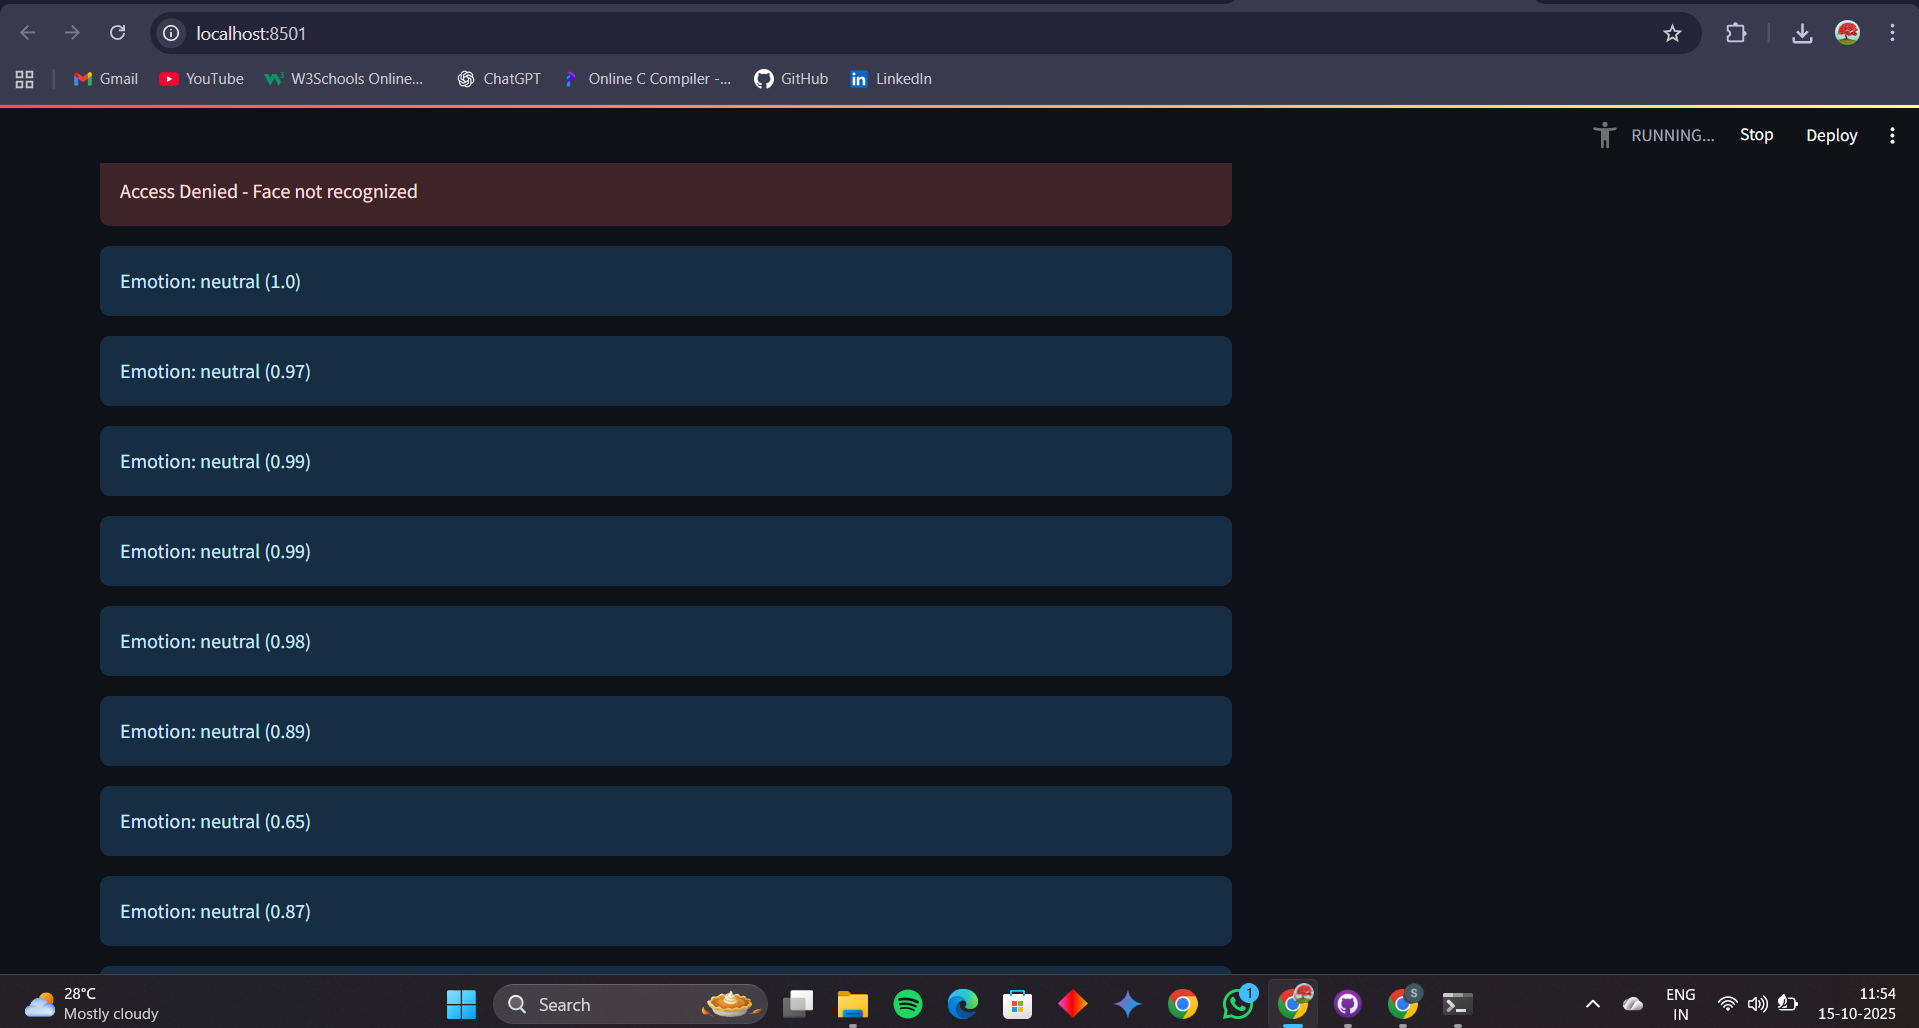 localhost:8501
Gmail
YouTube
W3Schools Online...
ChatGPT
Online C Compiler -...
GitHub
LinkedIn
RUNNING...
Stop
Deploy
Access Denied - Face not recognized
Emotion: neutral (1.0)
Emotion: neutral (0.97)
Emotion: neutral (0.99)
Emotion: neutral (0.99)
Emotion: neutral (0.98)
Emotion: neutral (0.89)
Emotion: neutral (0.65)
Emotion: neutral (0.87)
28°C
Mostly cloudy
Search
1
S
ENG
IN
11:54
15-10-2025